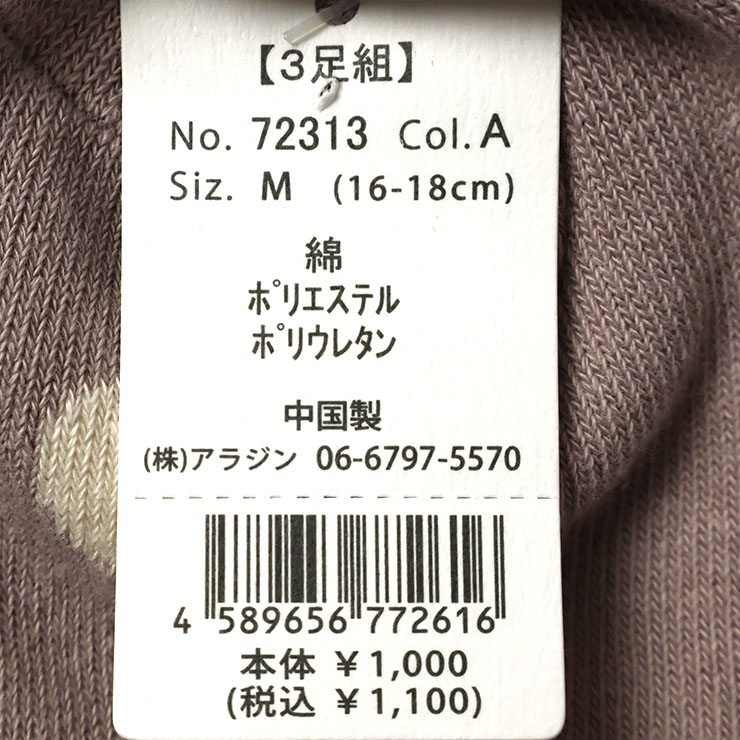 【3足組】
No. 72313 Col. A
Siz. M (16-18cm)
綿
ﾎﾟﾘｴｽﾃﾙ
ﾎﾟﾘｳﾚﾀﾝ
中国製
(株)アラジン 06-6797-5570
4 589656 772616
本体 ￥1,000
(税込 ￥1,100)